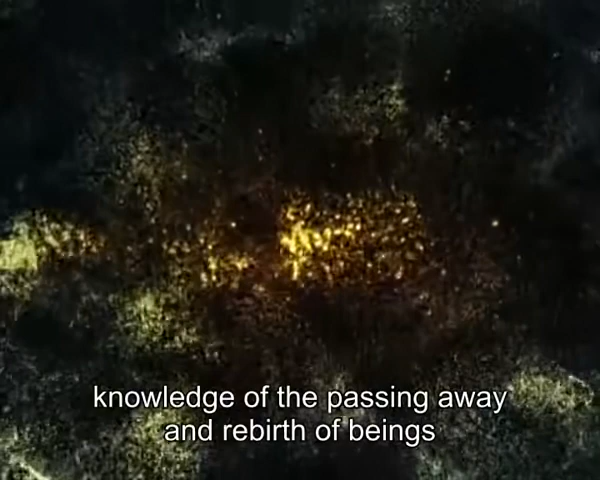 knowledge of the passing away
and rebirth of beings